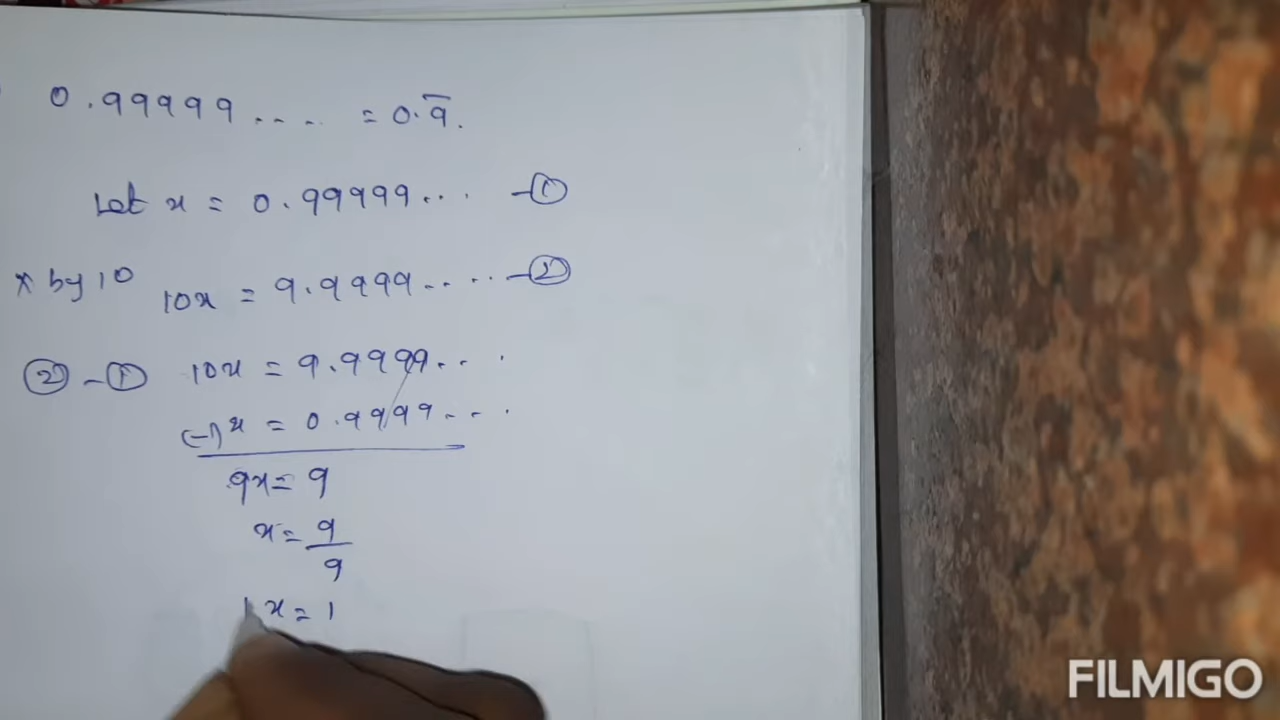 0.99999.... = 0.9̅.
Let x = 0.99999... —①
× by 10 10x = 9.9999..... —②
② – ① 10x = 9.9999...
(-) x = 0.9999...
9x = 9
x = 9/9
x = 1
FILMIGO